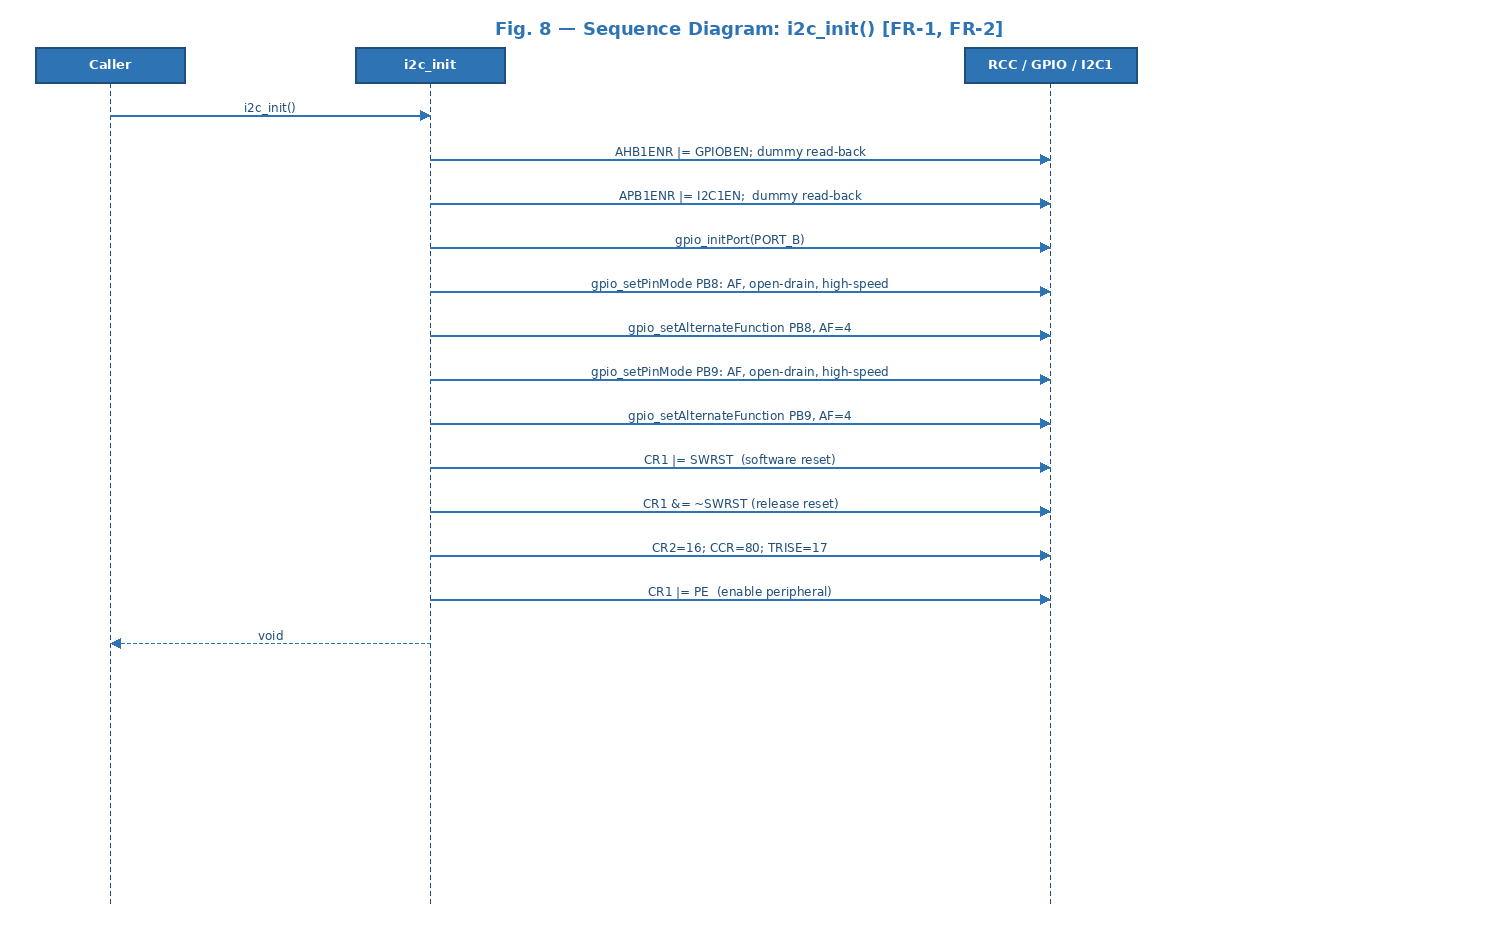 Fig. 8 — Sequence Diagram: i2c_init() [FR-1, FR-2]
Caller
i2c_init
RCC / GPIO / I2C1
i2c_init()
AHB1ENR |= GPIOBEN; dummy read-back
APB1ENR |= I2C1EN;  dummy read-back
gpio_initPort(PORT_B)
gpio_setPinMode PB8: AF, open-drain, high-speed
gpio_setAlternateFunction PB8, AF=4
gpio_setPinMode PB9: AF, open-drain, high-speed
gpio_setAlternateFunction PB9, AF=4
CR1 |= SWRST  (software reset)
CR1 &= ~SWRST (release reset)
CR2=16; CCR=80; TRISE=17
CR1 |= PE  (enable peripheral)
void